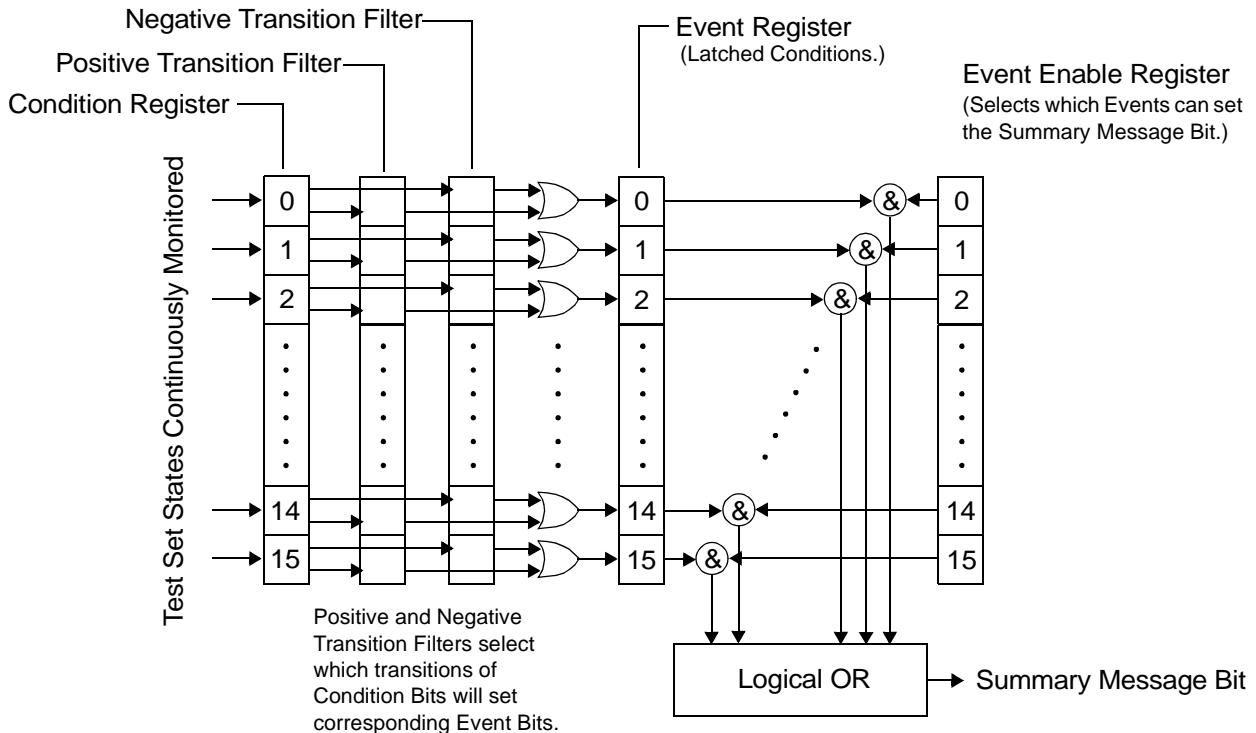 Negative Transition Filter
Positive Transition Filter
Condition Register
Event Register
(Latched Conditions.)
Event Enable Register
(Selects which Events can set
the Summary Message Bit.)
Test Set States Continuously Monitored
0 0 & 0
1 1 & 1
2 2 & 2
14 14 & 14
15 15 & 15
Positive and Negative
Transition Filters select
which transitions of
Condition Bits will set
corresponding Event Bits.
Logical OR
Summary Message Bit